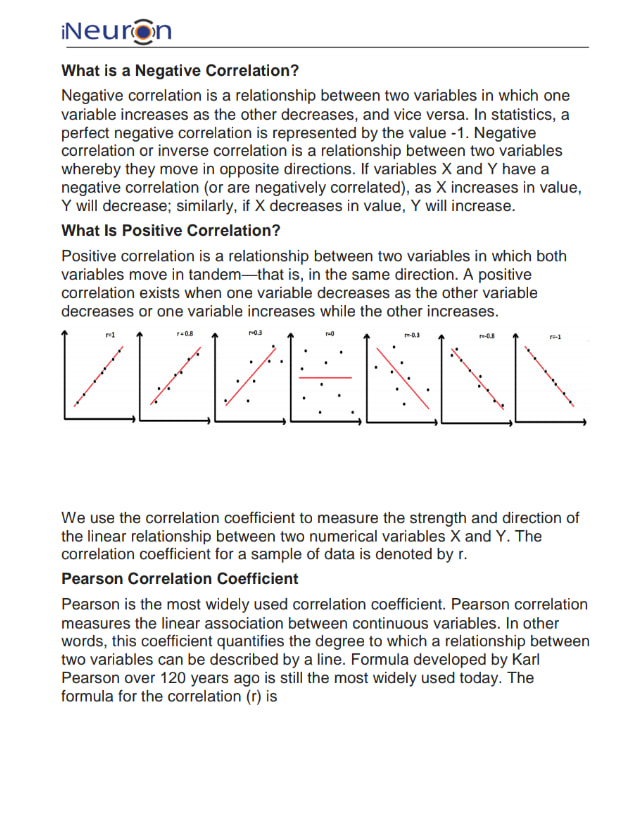 iNeuron
What is a Negative Correlation?
Negative correlation is a relationship between two variables in which one
variable increases as the other decreases, and vice versa. In statistics, a
perfect negative correlation is represented by the value -1. Negative
correlation or inverse correlation is a relationship between two variables
whereby they move in opposite directions. If variables X and Y have a
negative correlation (or are negatively correlated), as X increases in value,
Y will decrease; similarly, if X decreases in value, Y will increase.
What Is Positive Correlation?
Positive correlation is a relationship between two variables in which both
variables move in tandem—that is, in the same direction. A positive
correlation exists when one variable decreases as the other variable
decreases or one variable increases while the other increases.
r=1 r=0.8 r=0.3 r=0 r=-0.3 r=-0.8 r=-1
We use the correlation coefficient to measure the strength and direction of
the linear relationship between two numerical variables X and Y. The
correlation coefficient for a sample of data is denoted by r.
Pearson Correlation Coefficient
Pearson is the most widely used correlation coefficient. Pearson correlation
measures the linear association between continuous variables. In other
words, this coefficient quantifies the degree to which a relationship between
two variables can be described by a line. Formula developed by Karl
Pearson over 120 years ago is still the most widely used today. The
formula for the correlation (r) is